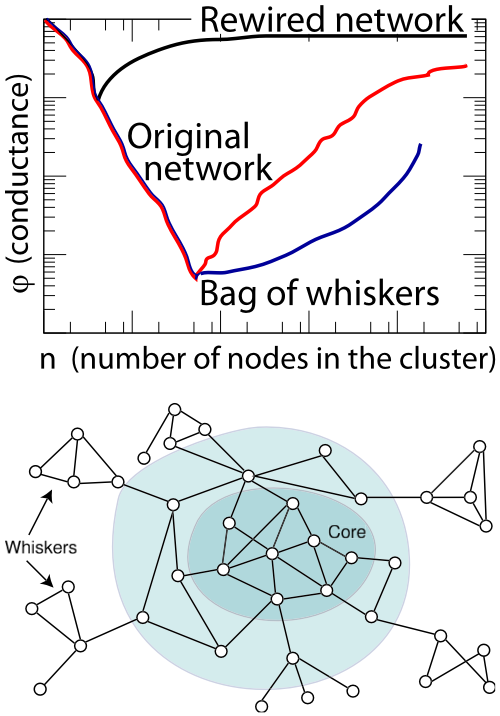 Rewired network
φ (conductance)
Original
network
Bag of whiskers
n (number of nodes in the cluster)
Core
Whiskers